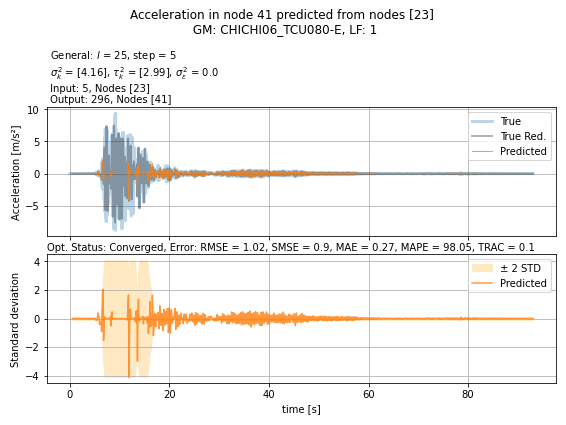 Acceleration in node 41 predicted from nodes [23]
GM: CHICHI06_TCU080-E, LF: 1
General: l = 25, step = 5
σ²ₖ = [4.16], τ²ₖ = [2.99], σ²ε = 0.0
Input: 5, Nodes [23]
Output: 296, Nodes [41]
Acceleration [m/s²]
10
5
0
−5
True
True Red.
Predicted
Opt. Status: Converged, Error: RMSE = 1.02, SMSE = 0.9, MAE = 0.27, MAPE = 98.05, TRAC = 0.1
Standard deviation
4
2
0
−2
−4
± 2 STD
Predicted
0 20 40 60 80
time [s]